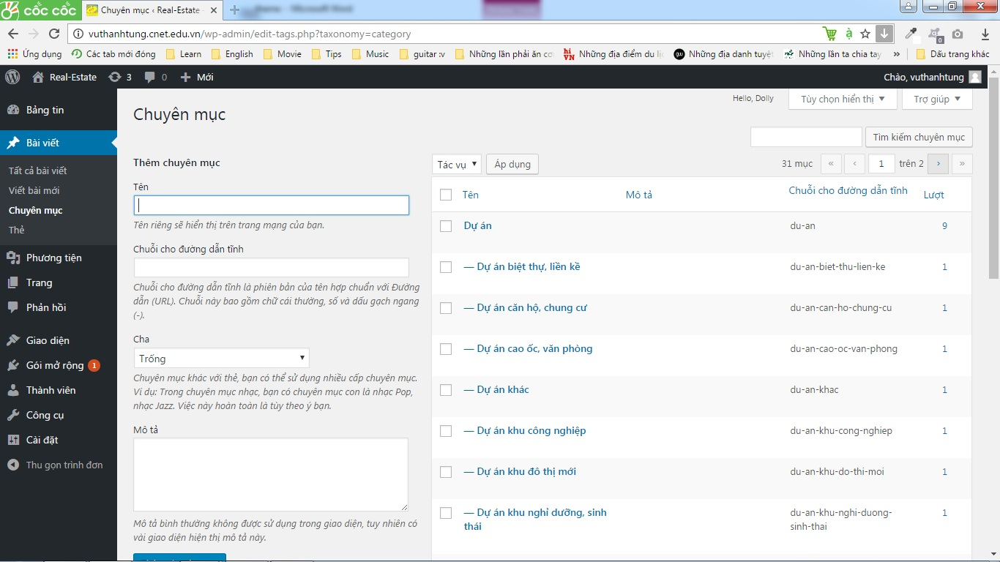 cốc cốc
Chuyên mục ‹ Real-Estate
vuthanhtung.cnet.edu.vn/wp-admin/edit-tags.php?taxonomy=category
Ứng dụng Các tab mới đóng Learn English Movie Tips Music guitar :v Những lần phải ăn Những địa điểm du Những địa danh tuyệt Những lần ta chia tay » Dấu trang khác
Real-Estate 3 0 Mới Chào, vuthanhtung
Hello, Dolly Tùy chọn hiển thị Trợ giúp
Bảng tin
Bài viết
Tất cả bài viết
Viết bài mới
Chuyên mục
Thẻ
Phương tiện
Trang
Phản hồi
Giao diện
Gói mở rộng 1
Thành viên
Công cụ
Cài đặt
Thu gọn trình đơn
Chuyên mục
Thêm chuyên mục
Tên
Tên riêng sẽ hiển thị trên trang mạng của bạn.
Chuỗi cho đường dẫn tĩnh
Chuỗi cho đường dẫn tĩnh là phiên bản của tên hợp chuẩn với Đường
dẫn (URL). Chuỗi này bao gồm chữ cái thường, số và dấu gạch ngang
(-).
Cha
Trống
Chuyên mục khác với thẻ, bạn có thể sử dụng nhiều cấp chuyên mục.
Ví dụ: Trong chuyên mục nhạc, bạn có chuyên mục con là nhạc Pop,
nhạc Jazz. Việc này hoàn toàn là tùy theo ý bạn.
Mô tả
Mô tả bình thường không được sử dụng trong giao diện, tuy nhiên có
vài giao diện hiện thị mô tả này.
Tìm kiếm chuyên mục
Tác vụ Áp dụng 31 mục « ‹ 1 trên 2 › »
Tên Mô tả Chuỗi cho đường dẫn tĩnh Lượt
Dự án du-an 9
— Dự án biệt thự, liền kề du-an-biet-thu-lien-ke 1
— Dự án căn hộ, chung cư du-an-can-ho-chung-cu 1
— Dự án cao ốc, văn phòng du-an-cao-oc-van-phong 1
— Dự án khác du-an-khac 1
— Dự án khu công nghiệp du-an-khu-cong-nghiep 1
— Dự án khu đô thị mới du-an-khu-do-thi-moi 1
— Dự án khu nghỉ dưỡng, sinh du-an-khu-nghi-duong- 1
thái sinh-thai